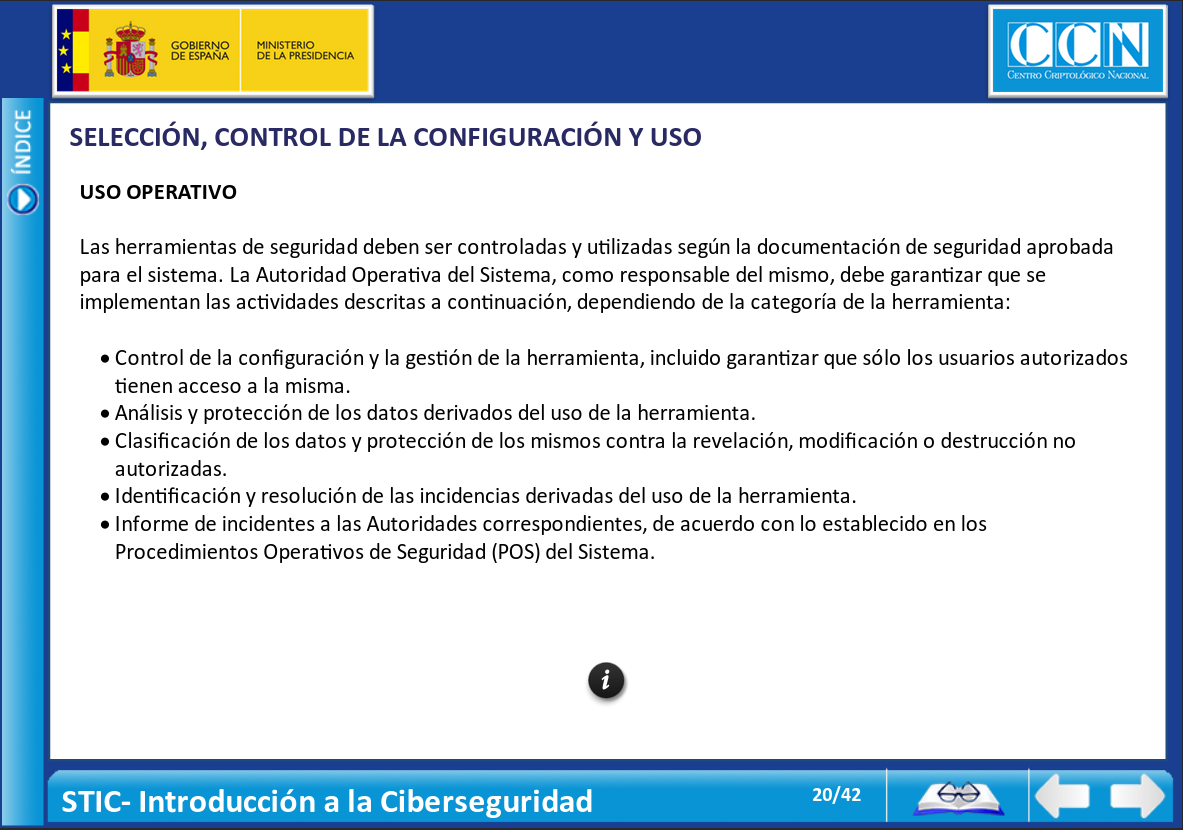 GOBIERNO
DE ESPAÑA
MINISTERIO
DE LA PRESIDENCIA
CCN
CENTRO CRIPTOLÓGICO NACIONAL
ÍNDICE
SELECCIÓN, CONTROL DE LA CONFIGURACIÓN Y USO
USO OPERATIVO
Las herramientas de seguridad deben ser controladas y utilizadas según la documentación de seguridad aprobada
para el sistema. La Autoridad Operativa del Sistema, como responsable del mismo, debe garantizar que se
implementan las actividades descritas a continuación, dependiendo de la categoría de la herramienta:
• Control de la configuración y la gestión de la herramienta, incluido garantizar que sólo los usuarios autorizados
tienen acceso a la misma.
• Análisis y protección de los datos derivados del uso de la herramienta.
• Clasificación de los datos y protección de los mismos contra la revelación, modificación o destrucción no
autorizadas.
• Identificación y resolución de las incidencias derivadas del uso de la herramienta.
• Informe de incidentes a las Autoridades correspondientes, de acuerdo con lo establecido en los
Procedimientos Operativos de Seguridad (POS) del Sistema.
i
STIC- Introducción a la Ciberseguridad
20/42